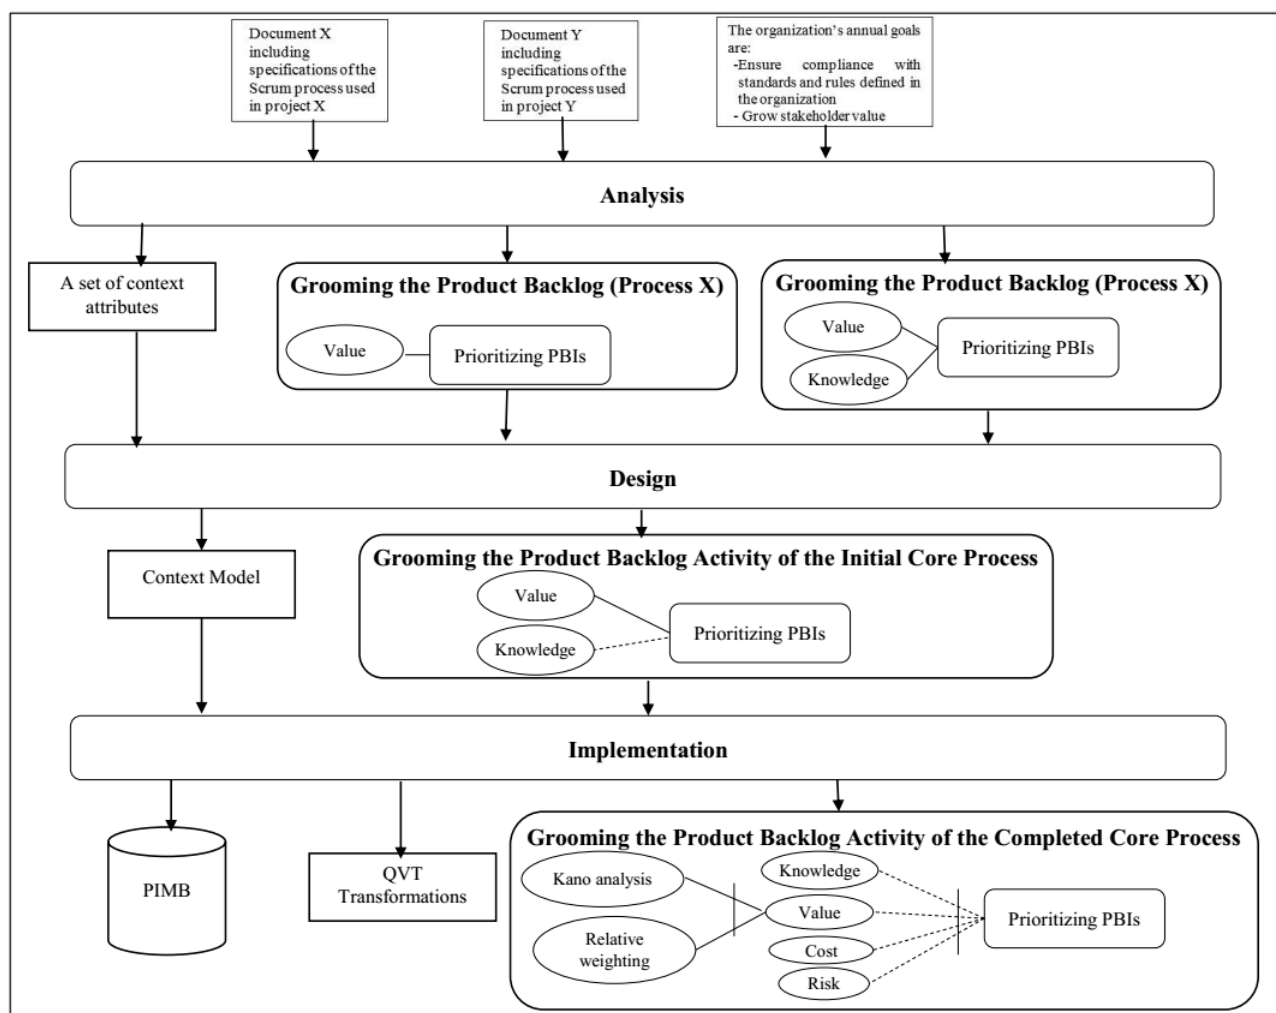 Document X
including
specifications of the
Scrum process used
in project X
Document Y
including
specifications of the
Scrum process used
in project Y
The organization's annual goals
are:
-Ensure compliance with
standards and rules defined in
the organization
- Grow stakeholder value
Analysis
A set of context
attributes
Grooming the Product Backlog (Process X)
Value
Prioritizing PBIs
Grooming the Product Backlog (Process X)
Value
Knowledge
Prioritizing PBIs
Design
Context Model
Grooming the Product Backlog Activity of the Initial Core Process
Value
Knowledge
Prioritizing PBIs
Implementation
PIMB
QVT
Transformations
Grooming the Product Backlog Activity of the Completed Core Process
Kano analysis
Relative
weighting
Knowledge
Value
Cost
Risk
Prioritizing PBIs